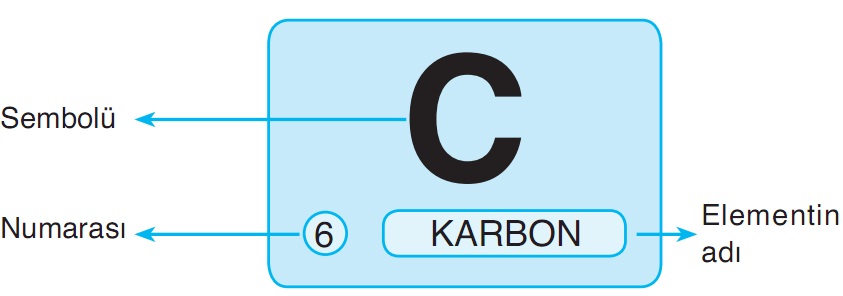 C
Sembolü
Numarası
6
KARBON
Elementin
adı